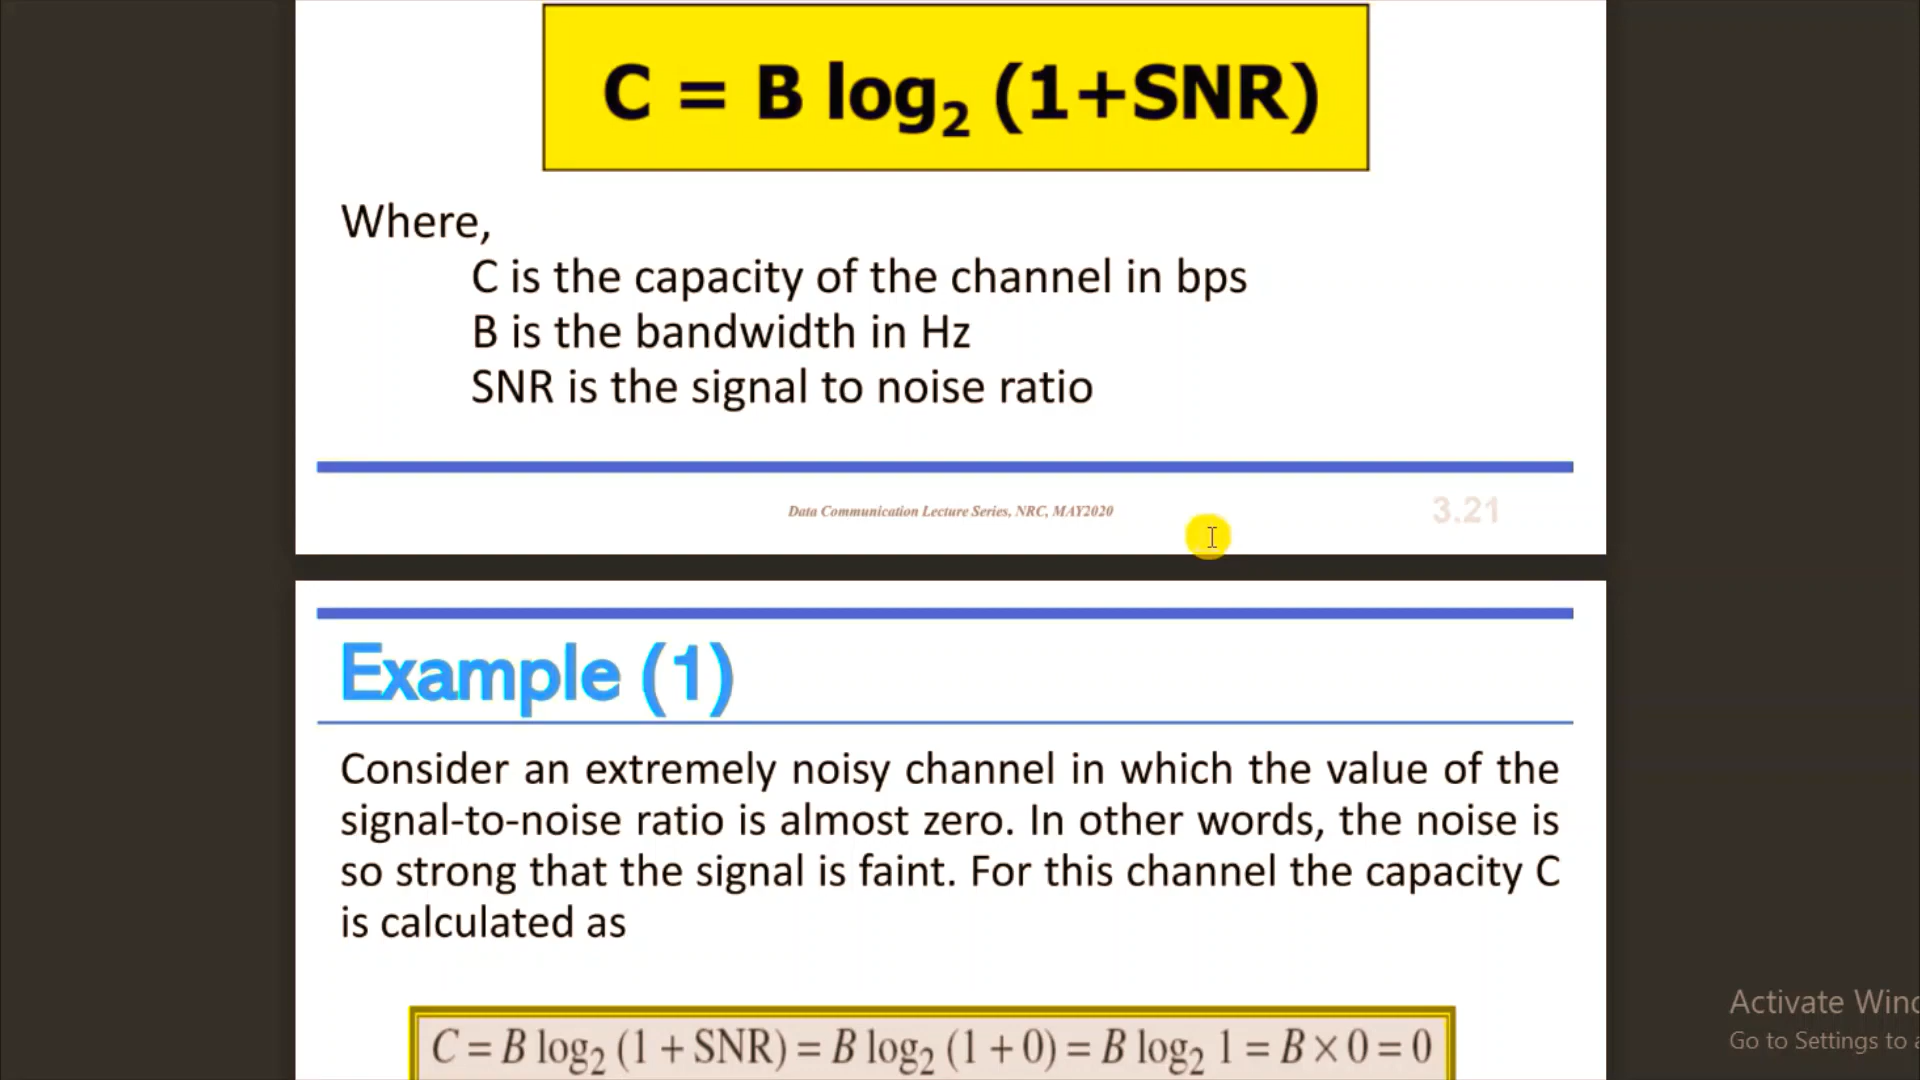 C = B log₂ (1+SNR)
Where,
C is the capacity of the channel in bps
B is the bandwidth in Hz
SNR is the signal to noise ratio
Data Communication Lecture Series, NRC, MAY2020
3.21
Example (1)
Consider an extremely noisy channel in which the value of the
signal-to-noise ratio is almost zero. In other words, the noise is
so strong that the signal is faint. For this channel the capacity C
is calculated as
C = B log₂ (1 + SNR) = B log₂ (1 + 0) = B log₂ 1 = B × 0 = 0
Activate Wind
Go to Settings to a